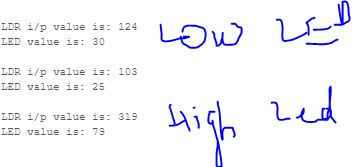 LDR i/p value is: 124
LED value is: 30
LOW LED
LDR i/p value is: 103
LED value is: 25
LDR i/p value is: 319
LED value is: 79
High Led